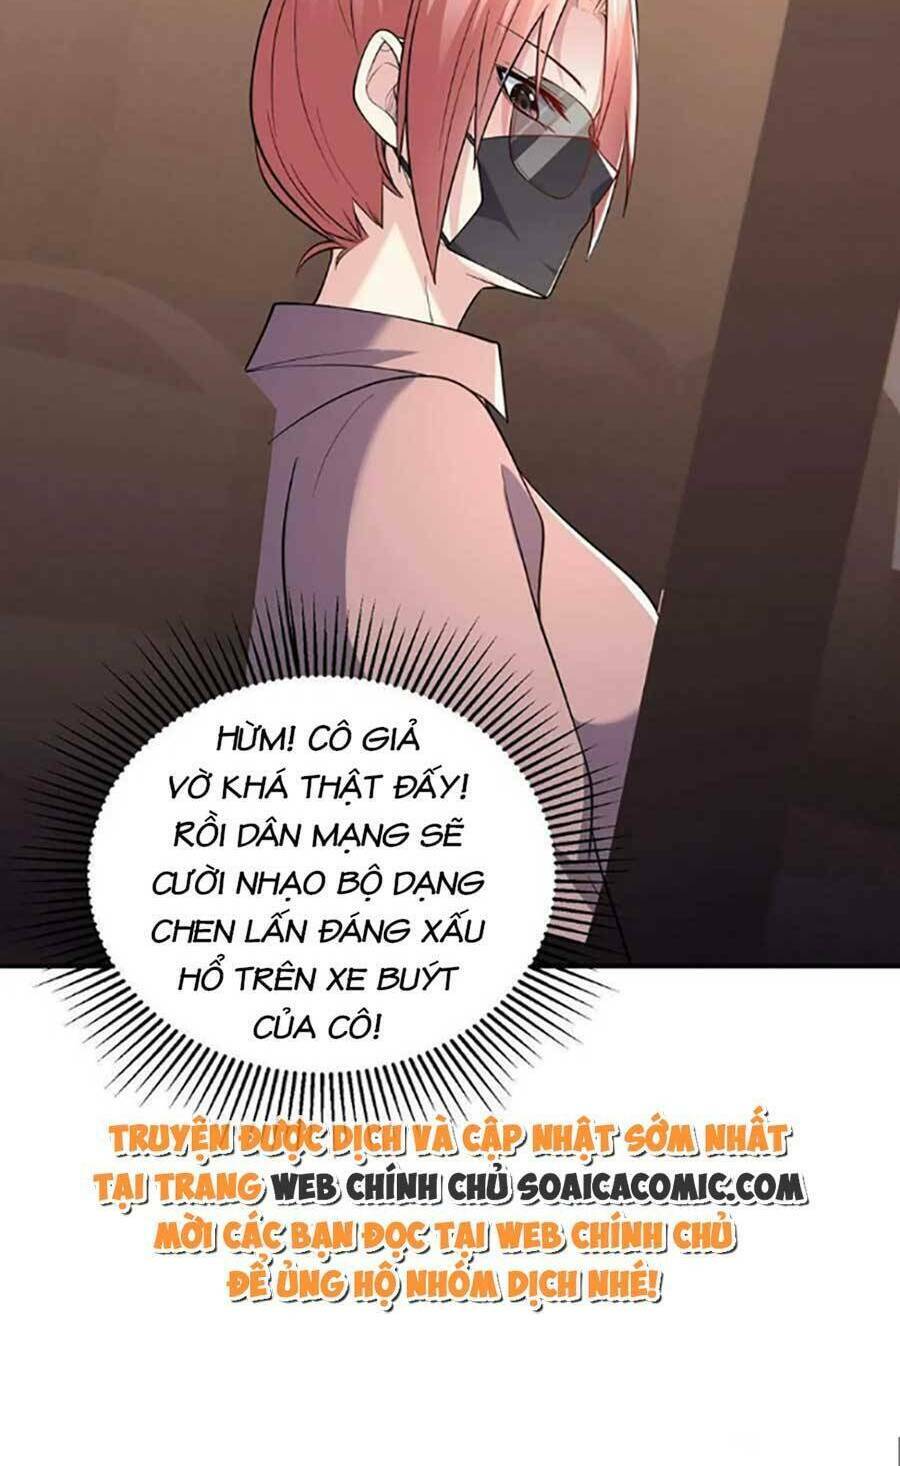 HỪM! CÔ GIẢ
VỜ KHÁ THẬT ĐẤY!
RỒI DÂN MẠNG SẼ
CƯỜI NHẠO BỘ DẠNG
CHEN LẤN ĐÁNG XẤU
HỔ TRÊN XE BUÝT
CỦA CÔ!
TRUYỆN ĐƯỢC DỊCH VÀ CẬP NHẬT SỚM NHẤT
TẠI TRANG WEB CHÍNH CHỦ SOAICACOMIC.COM
MỜI CÁC BẠN ĐỌC TẠI WEB CHÍNH CHỦ
ĐỂ ỦNG HỘ NHÓM DỊCH NHÉ!